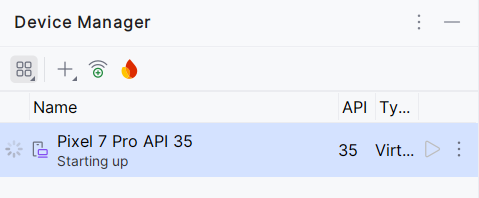 Device Manager
Name API Ty...
Pixel 7 Pro API 35
Starting up
35 Virt...